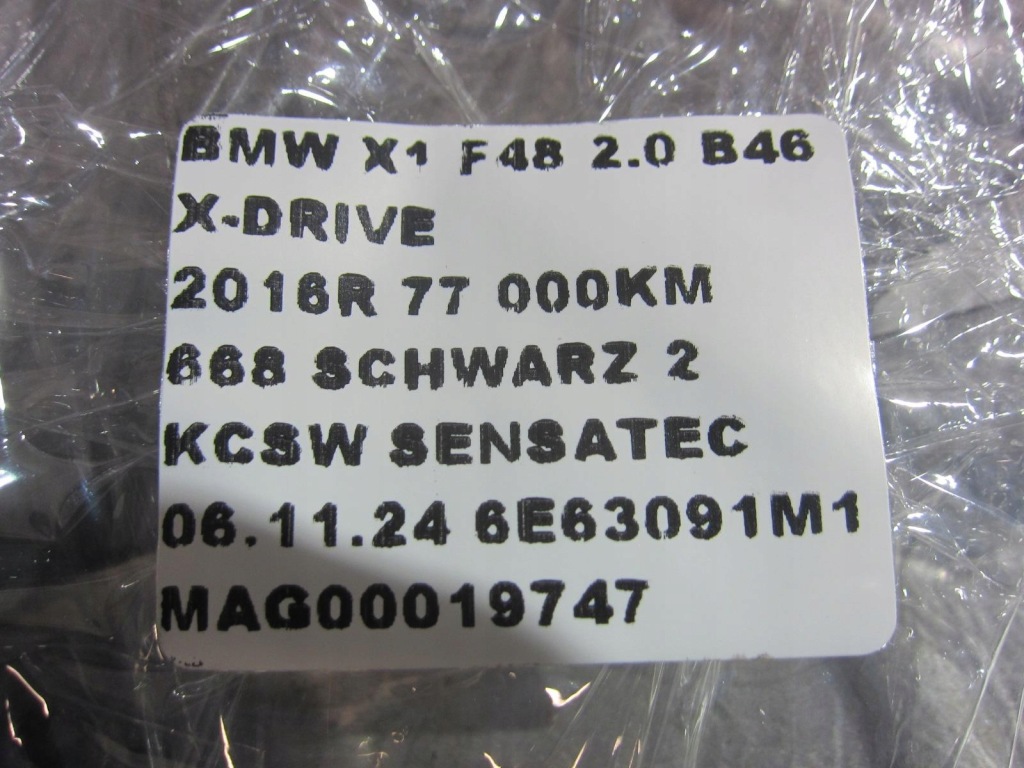 BMW X1 F48 2.0 B46
X-DRIVE
2016R 77 000KM
668 SCHWARZ 2
KCSW SENSATEC
06.11.24 6E63091M1
MAG00019747